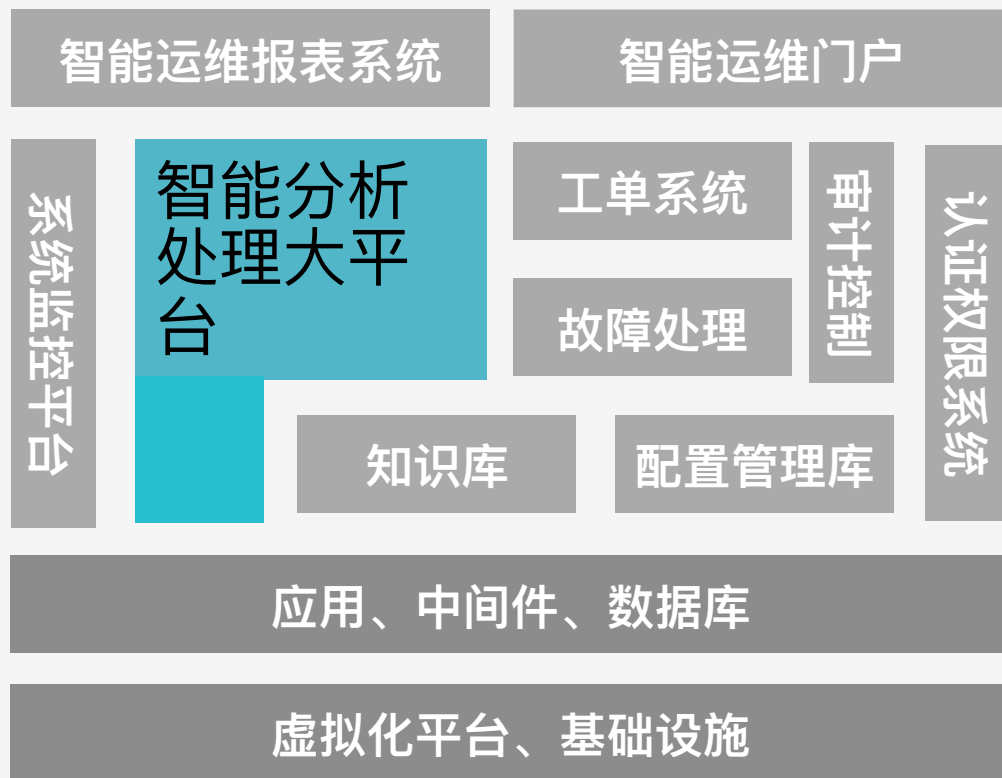 智能运维报表系统
智能运维门户
系统监控平台
智能分析
处理大平
台
工单系统
故障处理
审计控制
认证权限系统
知识库
配置管理库
应用、中间件、数据库
虚拟化平台、基础设施